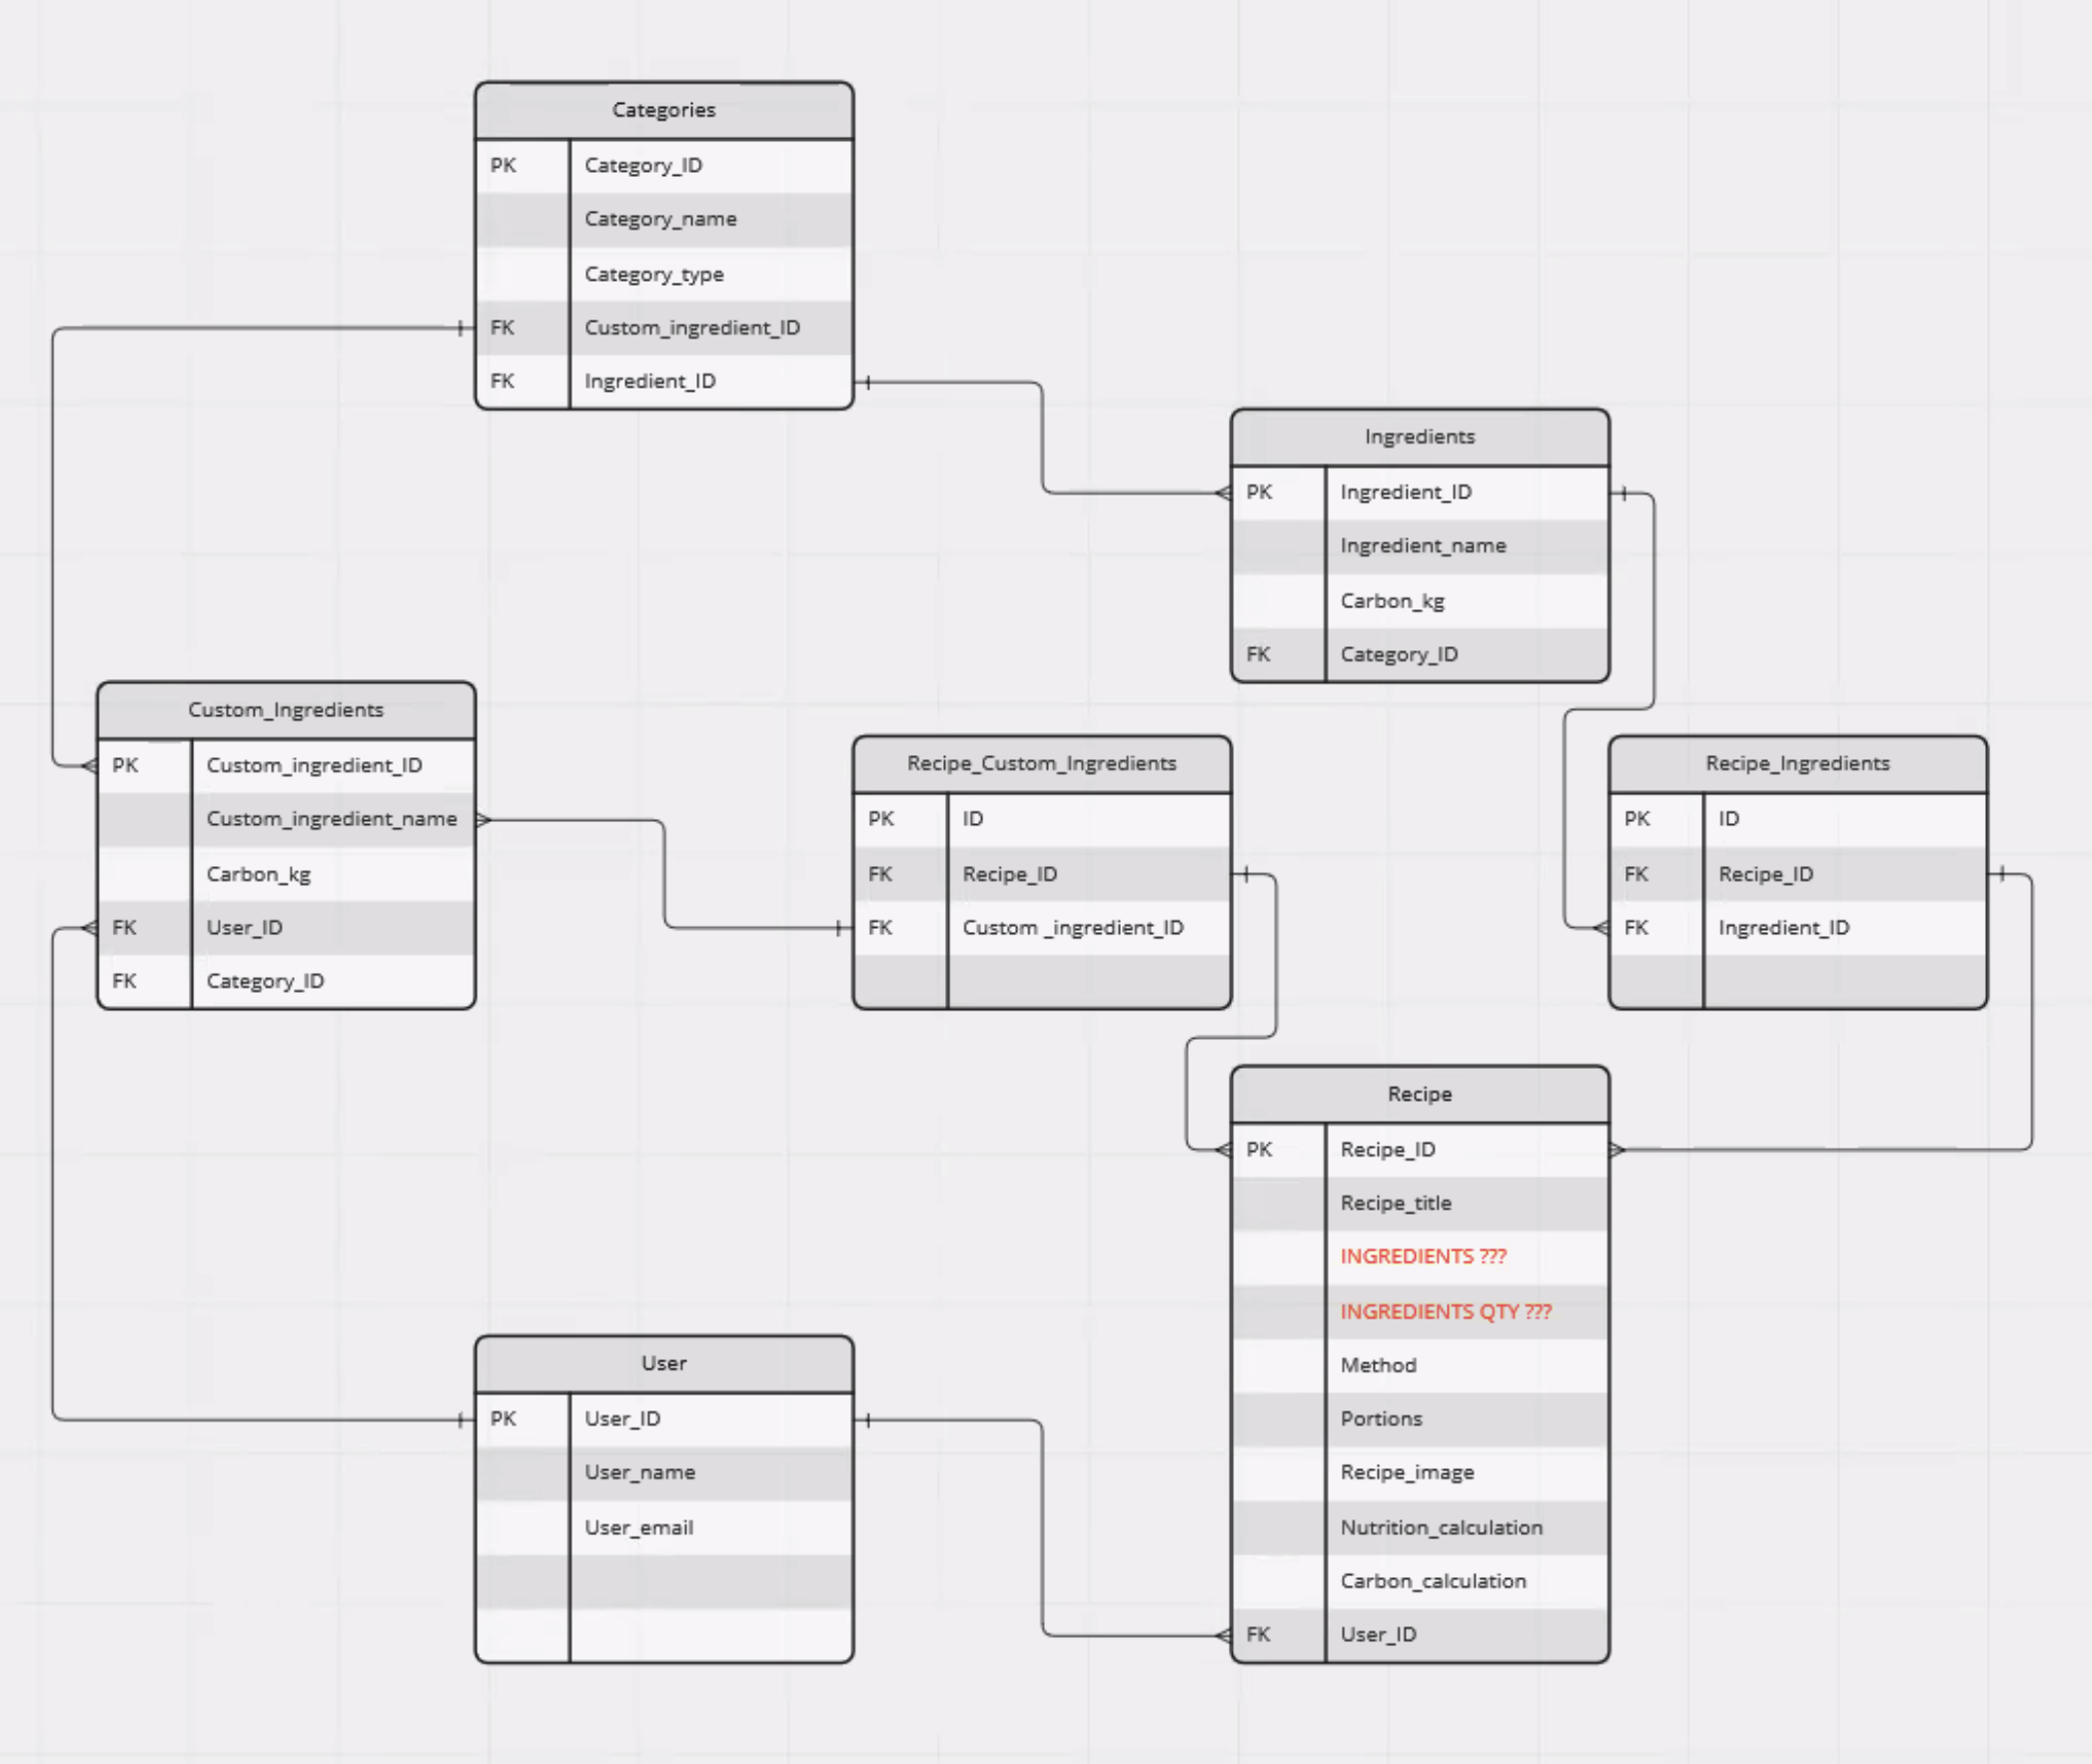 Categories
PK Category_ID
Category_name
Category_type
FK Custom_ingredient_ID
FK Ingredient_ID
Ingredients
PK Ingredient_ID
Ingredient_name
Carbon_kg
FK Category_ID
Custom_Ingredients
PK Custom_ingredient_ID
Custom_ingredient_name
Carbon_kg
FK User_ID
FK Category_ID
Recipe_Custom_Ingredients
PK ID
FK Recipe_ID
FK Custom _ingredient_ID
Recipe_Ingredients
PK ID
FK Recipe_ID
FK Ingredient_ID
Recipe
PK Recipe_ID
Recipe_title
INGREDIENTS ???
INGREDIENTS QTY ???
Method
Portions
Recipe_image
Nutrition_calculation
Carbon_calculation
FK User_ID
User
PK User_ID
User_name
User_email